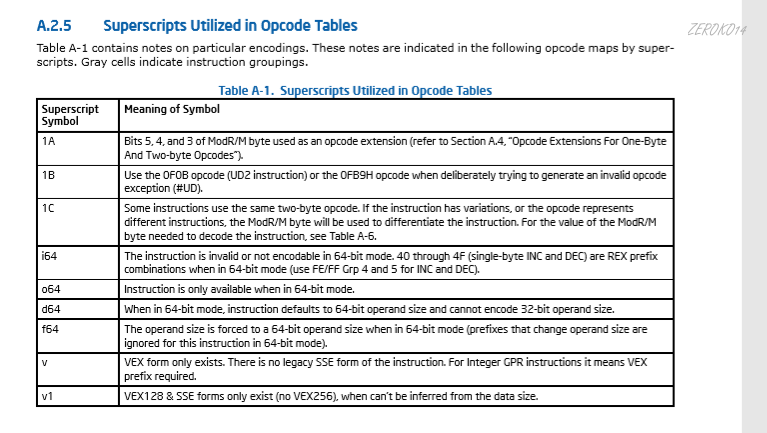 A.2.5 Superscripts Utilized in Opcode Tables
ZEROK014
Table A-1 contains notes on particular encodings. These notes are indicated in the following opcode maps by super-
scripts. Gray cells indicate instruction groupings.
Table A-1. Superscripts Utilized in Opcode Tables
Superscript Symbol Meaning of Symbol
1A Bits 5, 4, and 3 of ModR/M byte used as an opcode extension (refer to Section A.4, “Opcode Extensions For One-Byte
And Two-byte Opcodes”).
1B Use the 0F0B opcode (UD2 instruction) or the 0FB9H opcode when deliberately trying to generate an invalid opcode
exception (#UD).
1C Some instructions use the same two-byte opcode. If the instruction has variations, or the opcode represents
different instructions, the ModR/M byte will be used to differentiate the instruction. For the value of the ModR/M
byte needed to decode the instruction, see Table A-6.
i64 The instruction is invalid or not encodable in 64-bit mode. 40 through 4F (single-byte INC and DEC) are REX prefix
combinations when in 64-bit mode (use FE/FF Grp 4 and 5 for INC and DEC).
o64 Instruction is only available when in 64-bit mode.
d64 When in 64-bit mode, instruction defaults to 64-bit operand size and cannot encode 32-bit operand size.
f64 The operand size is forced to a 64-bit operand size when in 64-bit mode (prefixes that change operand size are
ignored for this instruction in 64-bit mode).
v VEX form only exists. There is no legacy SSE form of the instruction. For Integer GPR instructions it means VEX
prefix required.
v1 VEX128 & SSE forms only exist (no VEX256), when can’t be inferred from the data size.